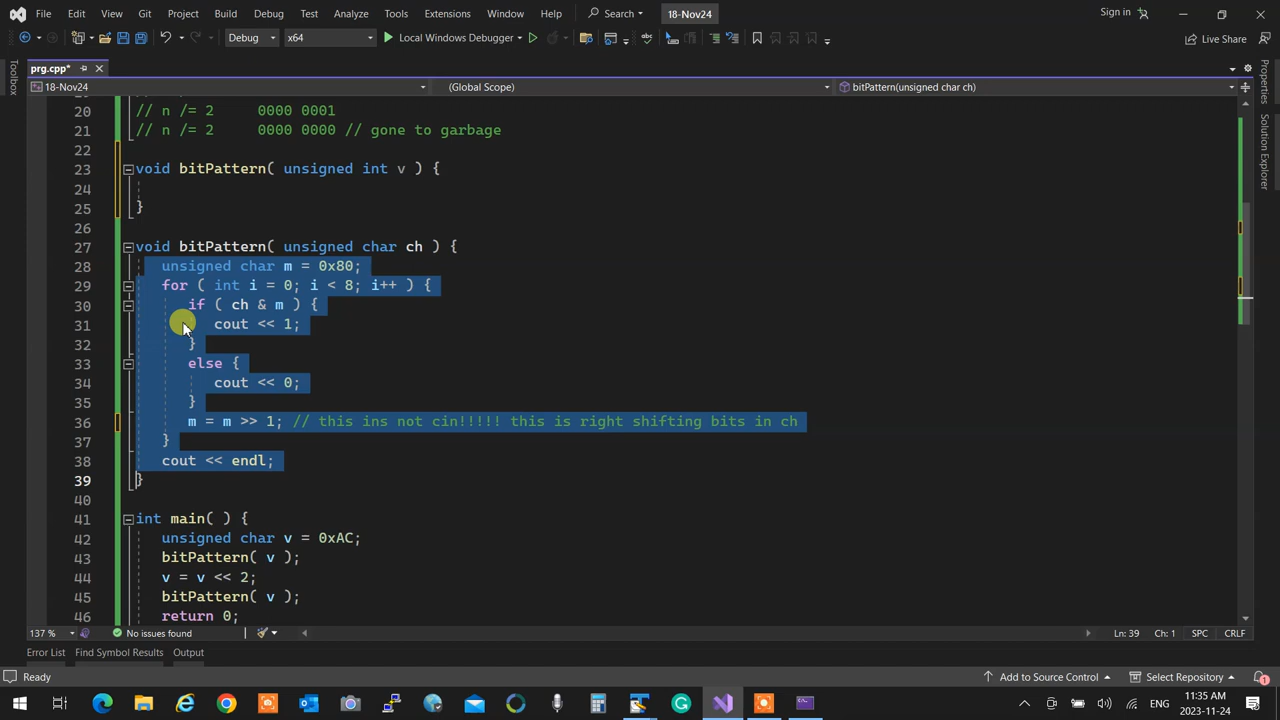 File Edit View Git Project Build Debug Test Analyze Tools Extensions Window Help Search 18-Nov24 Sign in
Debug x64 Local Windows Debugger Live Share
Toolbox
prg.cpp*
18-Nov24 (Global Scope) bitPattern(unsigned char ch)
20 // n /= 2 0000 0001
21 // n /= 2 0000 0000 // gone to garbage
22
23 void bitPattern( unsigned int v ) {
24
25 }
26
27 void bitPattern( unsigned char ch ) {
28 unsigned char m = 0x80;
29 for ( int i = 0; i < 8; i++ ) {
30 if ( ch & m ) {
31 cout << 1;
32 }
33 else {
34 cout << 0;
35 }
36 m = m >> 1; // this ins not cin!!!!! this is right shifting bits in ch
37 }
38 cout << endl;
39 }
40
41 int main( ) {
42 unsigned char v = 0xAC;
43 bitPattern( v );
44 v = v << 2;
45 bitPattern( v );
46 return 0;
Properties
Solution Explorer
137 % No issues found Ln: 39 Ch: 1 SPC CRLF
Error List Find Symbol Results Output
Ready Add to Source Control Select Repository 1
ENG 11:35 AM
2023-11-24